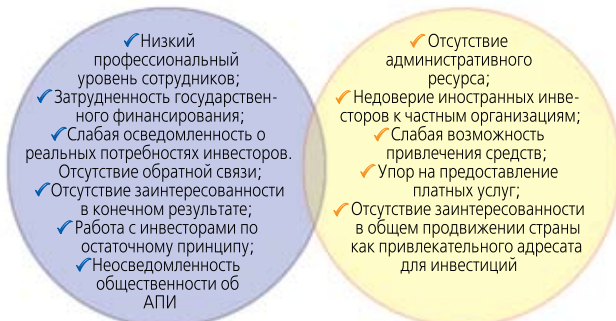 ✓Низкий
профессиональный
уровень сотрудников;
✓Затрудненность государствен-
ного финансирования;
✓Слабая осведомленность о
реальных потребностях инвесторов.
Отсутствие обратной связи;
✓Отсутствие заинтересованности
в конечном результате;
✓Работа с инвесторами по
остаточному принципу;
✓Неосведомленность
общественности об
АПИ
✓Отсутствие
административного
ресурса;
✓Недоверие иностранных инве-
сторов к частным организациям;
✓Слабая возможность
привлечения средств;
✓Упор на предоставление
платных услуг;
✓Отсутствие заинтересованности
в общем продвижении страны
как привлекательного адресата
для инвестиций